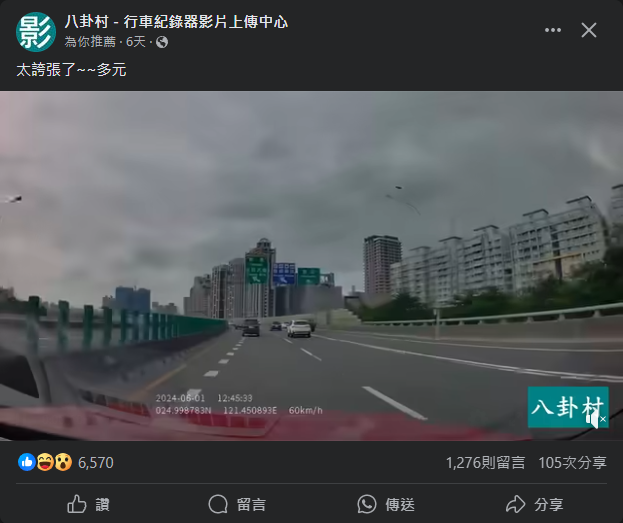 影
八卦村 - 行車紀錄器影片上傳中心
為你推薦 · 6天 ·
太誇張了~~多元
2024-06-01 12:45:33
024.998783N 121.450893E 60km/h
八卦村
6,570
1,276則留言 105次分享
讚 留言 傳送 分享